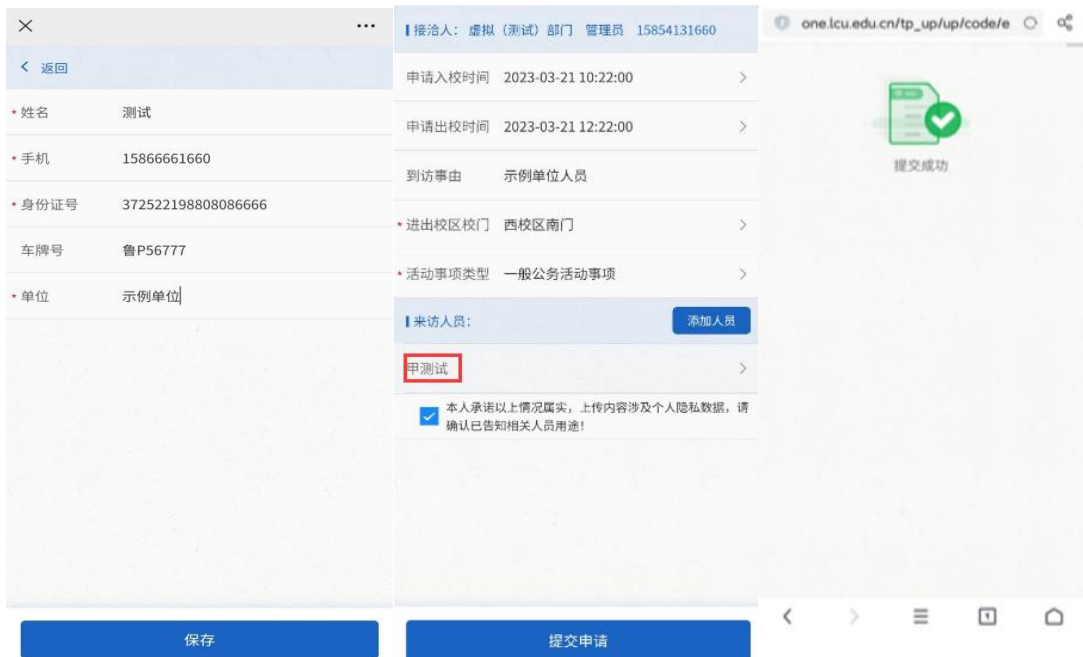 返回
* 姓名 测试
* 手机 15866661660
* 身份证号 372522198808086666
车牌号 鲁P56777
* 单位 示例单位
保存
接洽人: 虚拟（测试）部门 管理员 15854131660
申请入校时间 2023-03-21 10:22:00
申请出校时间 2023-03-21 12:22:00
到访事由 示例单位人员
* 进出校区校门 西校区南门
* 活动事项类型 一般公务活动事项
来访人员:
添加人员
甲测试
本人承诺以上情况属实，上传内容涉及个人隐私数据，请
确认已告知相关人员用途！
提交申请
one.lcu.edu.cn/tp_up/up/code/e
提交成功
1